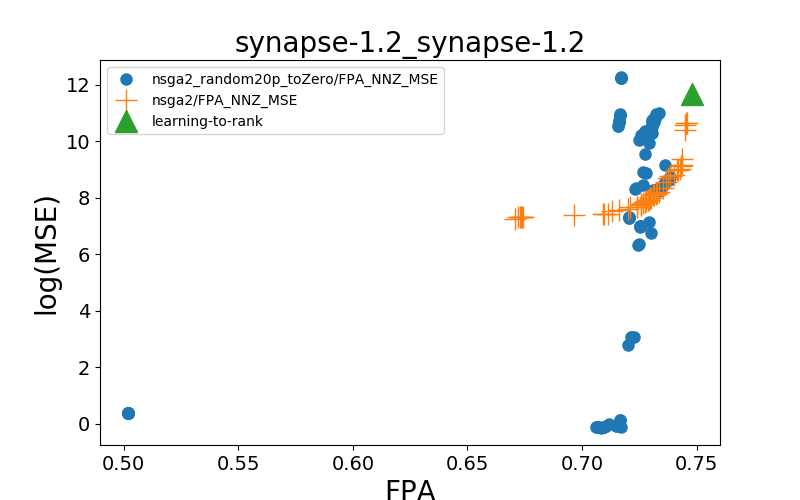 synapse-1.2_synapse-1.2
nsga2_random20p_toZero/FPA_NNZ_MSE
nsga2/FPA_NNZ_MSE
learning-to-rank
12
10
8
6
4
2
0
log(MSE)
0.50 0.55 0.60 0.65 0.70 0.75
FPA